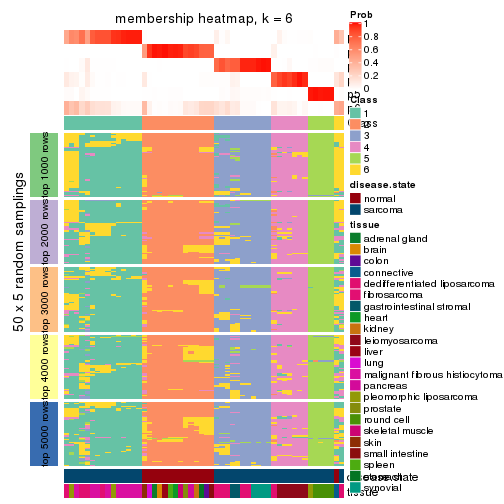 membership heatmap, k = 6
50 x 5 random samplings
top 1000 rows
top 2000 rows
top 3000 rows
top 4000 rows
top 5000 rows
Prob
1
0.8
0.6
0.4
0.2
0
Class
1
2
3
4
5
6
disease.state
normal
sarcoma
tissue
adrenal gland
brain
colon
connective
dedifferentiated liposarcoma
fibrosarcoma
gastrointestinal stromal
heart
kidney
leiomyosarcoma
liver
lung
malignant fibrous histiocytoma
pancreas
pleomorphic liposarcoma
prostate
round cell
skeletal muscle
skin
small intestine
spleen
stomach
synovial
disease.state
tissue